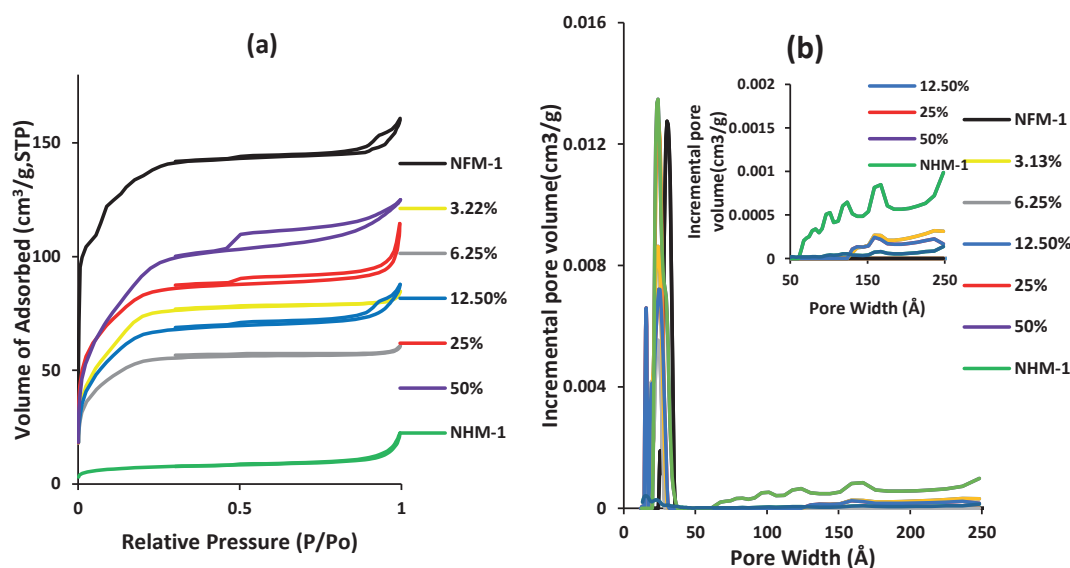 (a)
Volume of Adsorbed (cm³/g,STP)
150
100
50
0
0
0.5
1
Relative Pressure (P/Po)
NFM-1
3.22%
6.25%
12.50%
25%
50%
NHM-1
(b)
Incremental pore volume(cm3/g)
0.016
0.012
0.008
0.004
0.000
0
50
100
150
200
250
Pore Width (Å)
Incremental pore
volume(cm3/g)
0.002
0.0015
0.001
0.0005
0
50
150
250
Pore Width (Å)
12.50%
25%
50%
NHM-1
NFM-1
3.13%
6.25%
12.50%
25%
50%
NHM-1